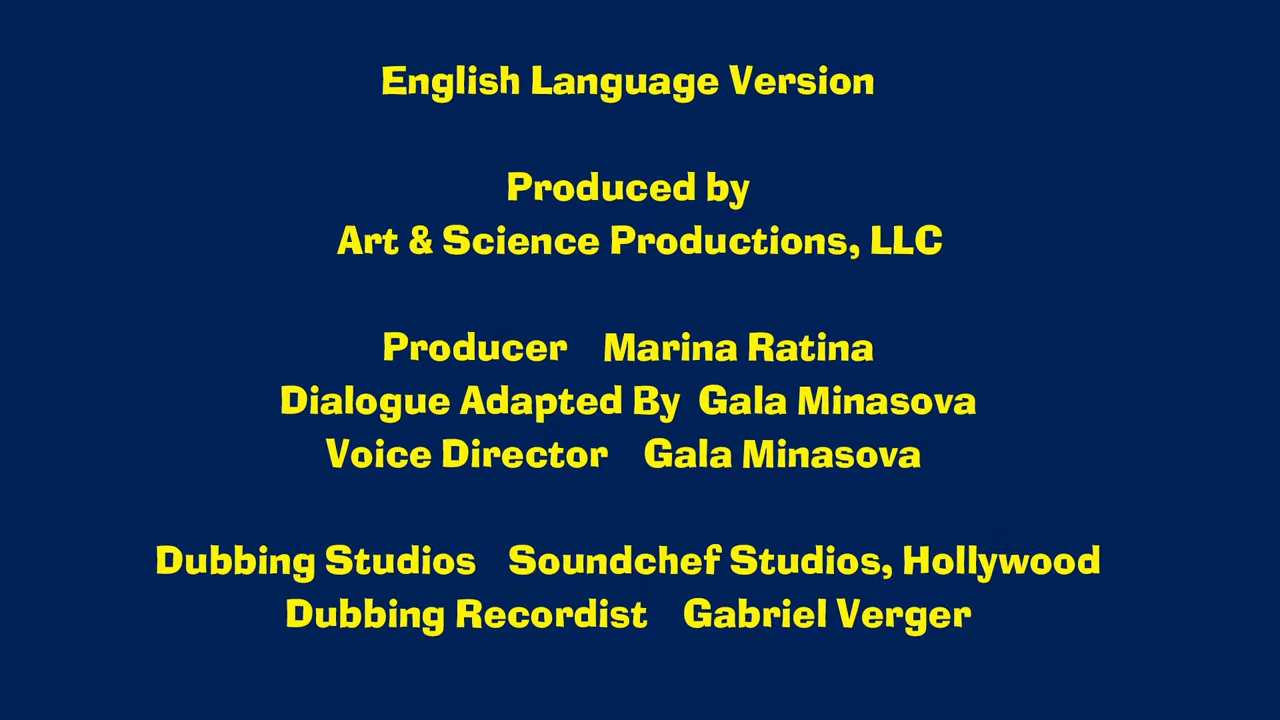 English Language Version
Produced by
Art & Science Productions, LLC
Producer Marina Ratina
Dialogue Adapted By Gala Minasova
Voice Director Gala Minasova
Dubbing Studios Soundchef Studios, Hollywood
Dubbing Recordist Gabriel Verger